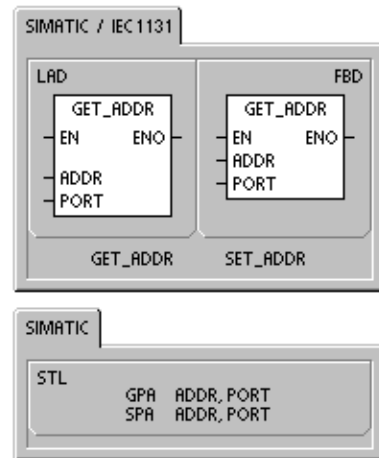 SIMATIC / IEC1131
LAD
FBD
GET_ADDR
EN ENO
ADDR
PORT
GET_ADDR
EN ENO
ADDR
PORT
GET_ADDR SET_ADDR
SIMATIC
STL
GPA ADDR, PORT
SPA ADDR, PORT